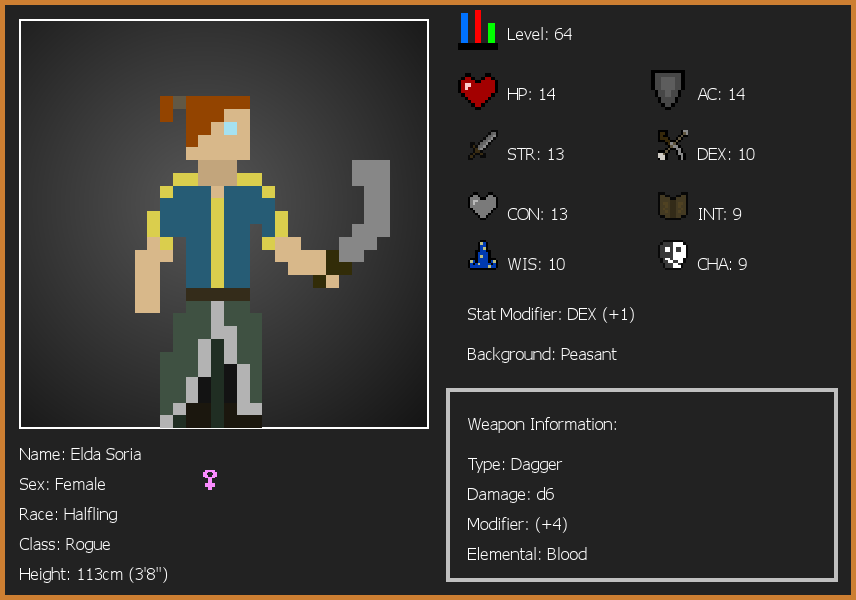 Level: 64
HP: 14
AC: 14
STR: 13
DEX: 10
CON: 13
INT: 9
WIS: 10
CHA: 9
Stat Modifier: DEX (+1)
Background: Peasant
Weapon Information:
Type: Dagger
Damage: d6
Modifier: (+4)
Elemental: Blood
Name: Elda Soria
Sex: Female
Race: Halfling
Class: Rogue
Height: 113cm (3'8")